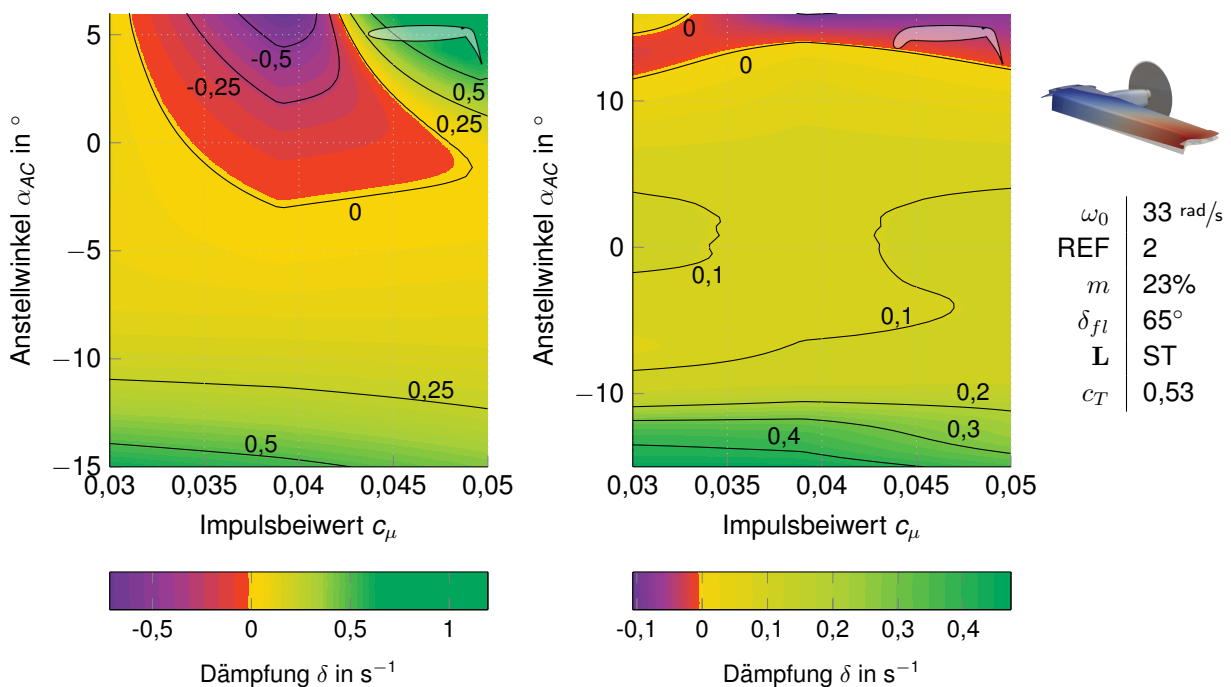 Anstellwinkel α_AC in °
5
0
−5
−10
−15
-0,5
-0,25
0,5
0,25
0
0,25
0,5
0,03 0,035 0,04 0,045 0,05
Impulsbeiwert c_μ
-0,5 0 0,5 1
Dämpfung δ in s⁻¹
Anstellwinkel α_AC in °
10
0
−10
0
0
0,1
0,1
0,2
0,3
0,4
0,03 0,035 0,04 0,045 0,05
Impulsbeiwert c_μ
-0,1 0 0,1 0,2 0,3 0,4
Dämpfung δ in s⁻¹
ω₀ 33 rad/s
REF 2
m 23%
δ_fl 65°
L ST
c_T 0,53